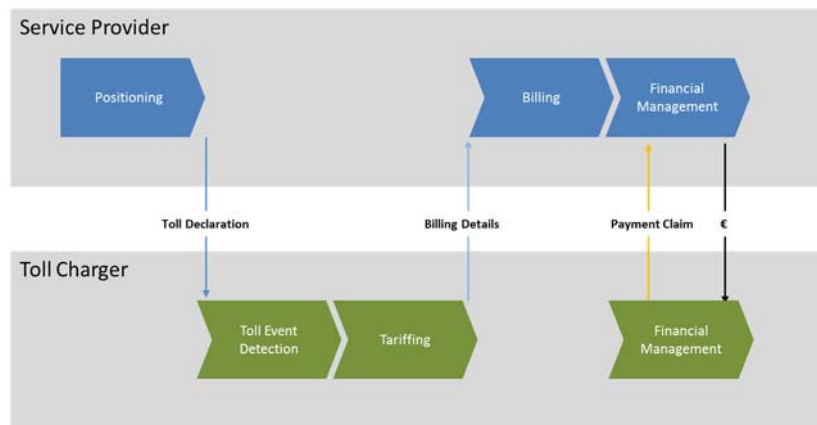 Service Provider
Positioning
Billing
Financial
Management
Toll Declaration
Billing Details
Payment Claim
€
Toll Charger
Toll Event
Detection
Tariffing
Financial
Management